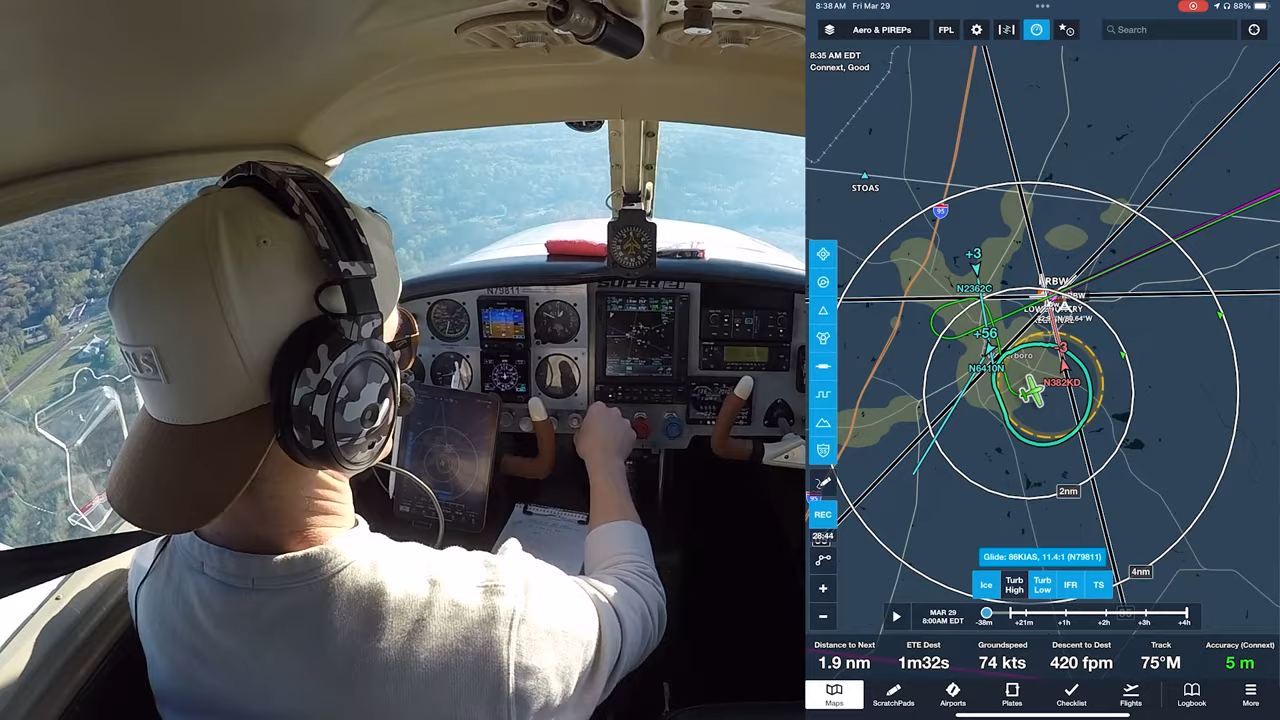 8:38 AM Fri Mar 29
88%
Aero & PIREPs
FPL
Search
8:35 AM EDT
Connext, Good
STOAS
95
+3
N2362C
RBW
+56
boro
N6410N
3
N382KD
2nm
4nm
REC
28:44
Glide: 86KIAS, 11.4:1 (N79811)
Ice
Turb High
Turb Low
IFR
TS
MAR 29
8:00AM EDT
-38m
+21m
+1h
+2h
+3h
+4h
Distance to Next
ETE Dest
Groundspeed
Descent to Dest
Track
Accuracy (Connext)
1.9 nm
1m32s
74 kts
420 fpm
75°M
5 m
Maps
ScratchPads
Airports
Plates
Checklist
Flights
Logbook
More
N79811